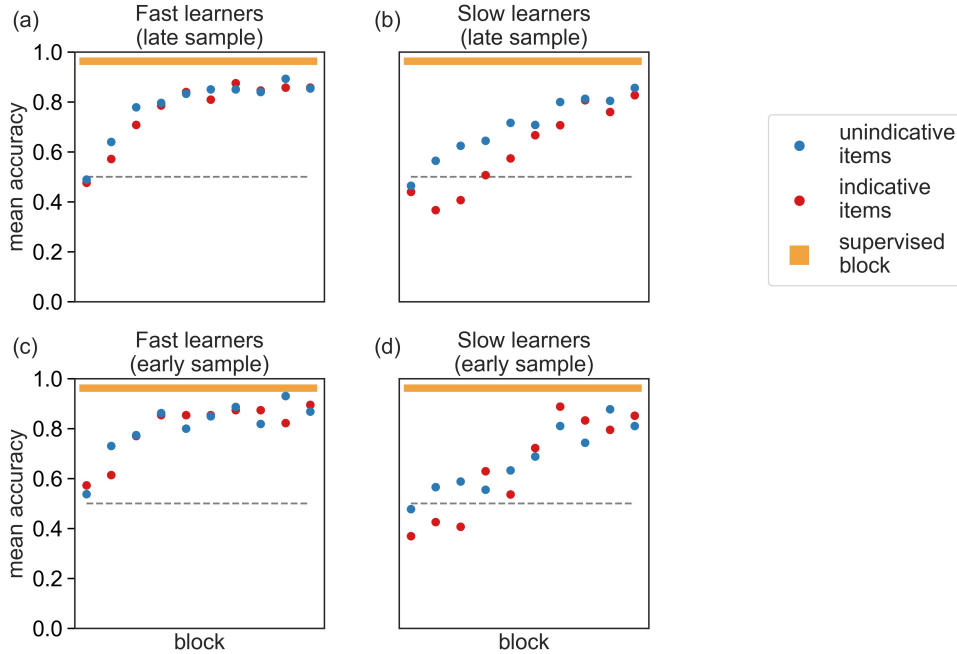 (a)
Fast learners
(late sample)
(b)
Slow learners
(late sample)
1.0
0.8
0.6
0.4
0.2
0.0
mean accuracy
unindicative
items
indicative
items
supervised
block
(c)
Fast learners
(early sample)
(d)
Slow learners
(early sample)
1.0
0.8
0.6
0.4
0.2
0.0
mean accuracy
block
block